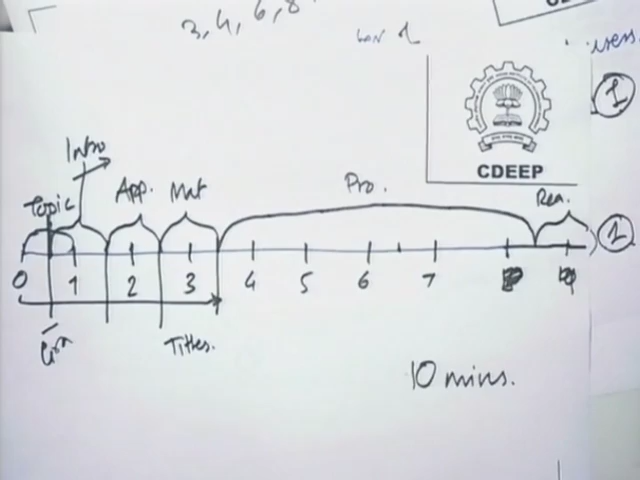 3, 4, 6, 8
1
CDEEP
Intro
Topic
App.
Mat
Pro.
Rea.
2
0 1 2 3 4 5 6 7
Titles.
10 mins.